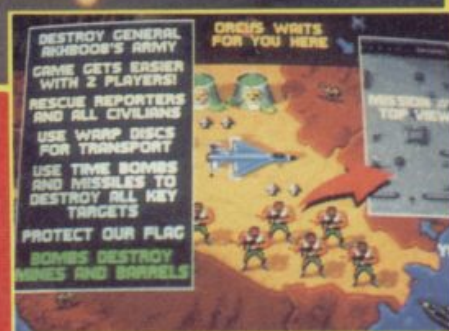 DESTROY GENERAL
AKHBOOB'S ARMY
GAME GETS EASIER
WITH 2 PLAYERS!
RESCUE REPORTERS
AND ALL CIVILIANS
USE WARP DISCS
FOR TRANSPORT
USE TIME BOMBS
AND MISSILES TO
DESTROY ALL KEY
TARGETS
PROTECT OUR FLAG
BOMBS DESTROY
MINES AND BARRELS
ORCUS WAITS
FOR YOU HERE
MISSION
TOP VIEW